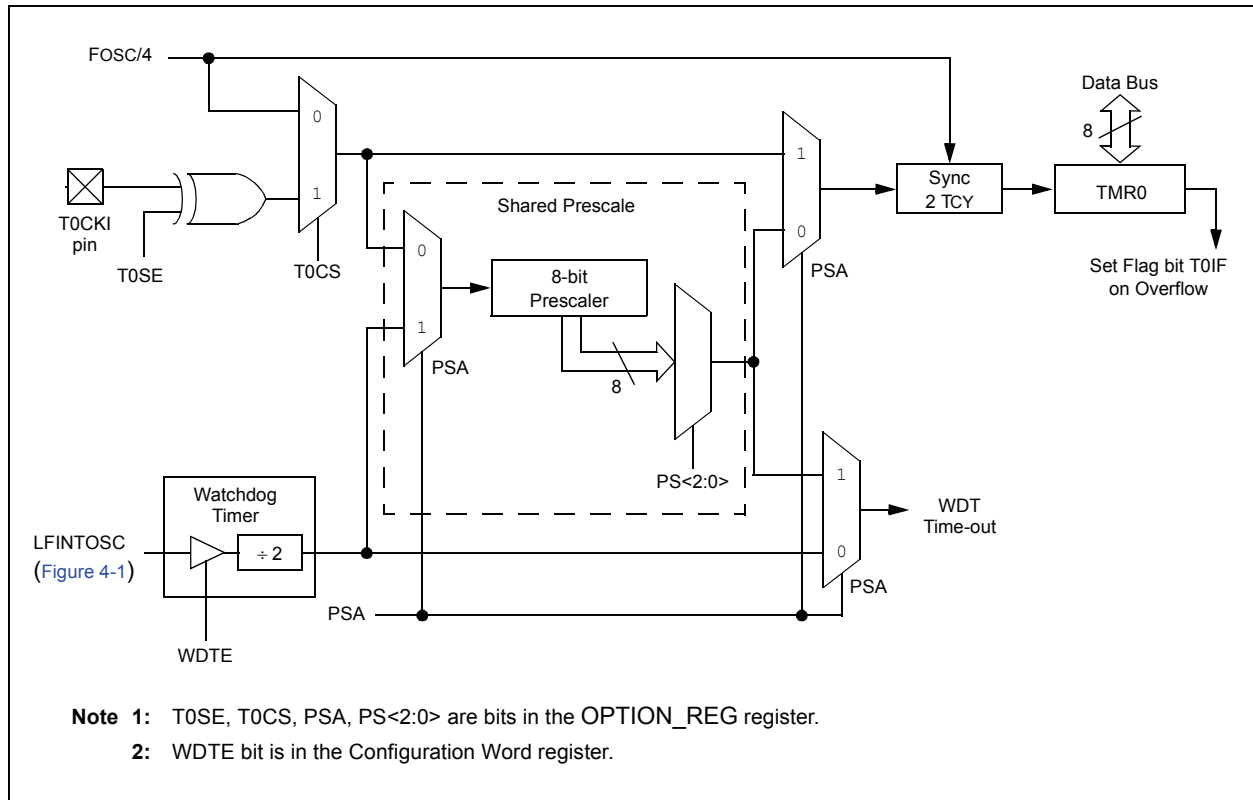 FOSC/4
Data Bus
8
0
1
T0CKI
pin
T0SE
T0CS
Shared Prescale
0
1
PSA
8-bit
Prescaler
8
PS<2:0>
1
0
PSA
Sync
2 TCY
TMR0
Set Flag bit T0IF
on Overflow
Watchdog
Timer
LFINTOSC
(Figure 4-1)
÷ 2
WDTE
PSA
1
0
PSA
WDT
Time-out
Note 1: T0SE, T0CS, PSA, PS<2:0> are bits in the OPTION_REG register.
2: WDTE bit is in the Configuration Word register.